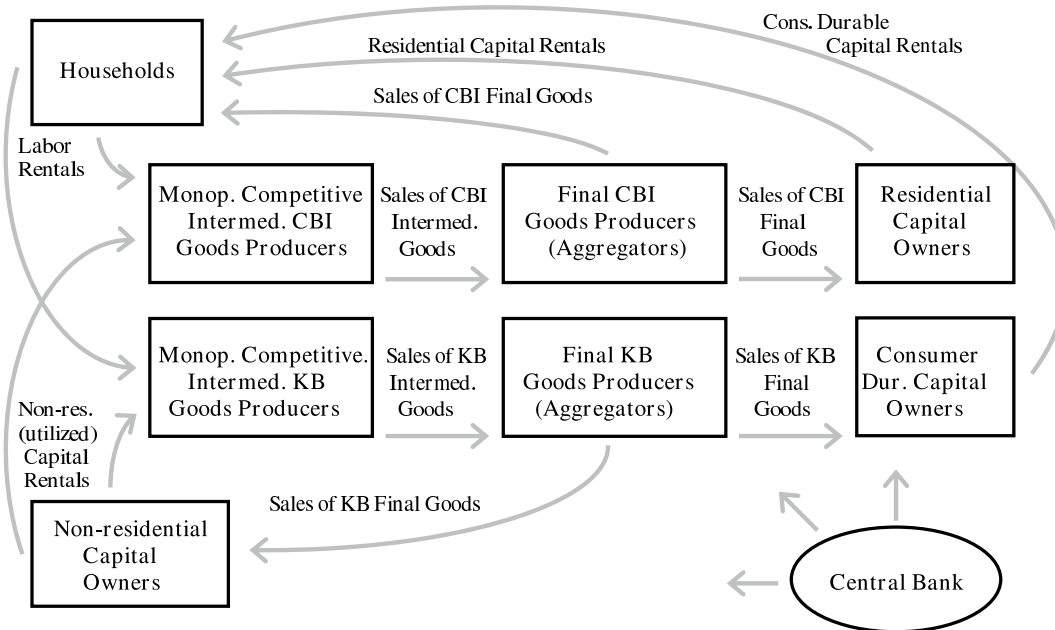 Cons. Durable
Capital Rentals
Residential Capital Rentals
Households
Sales of CBI Final Goods
Labor
Rentals
Monop. Competitive
Intermed. CBI
Goods Producers
Sales of CBI
Intermed.
Goods
Final CBI
Goods Producers
(Aggregators)
Sales of CBI
Final
Goods
Residential
Capital
Owners
Monop. Competitive.
Intermed. KB
Goods Producers
Sales of KB
Intermed.
Goods
Final KB
Goods Producers
(Aggregators)
Sales of KB
Final
Goods
Consumer
Dur. Capital
Owners
Non-res.
(utilized)
Capital
Rentals
Sales of KB Final Goods
Non-residential
Capital
Owners
Central Bank